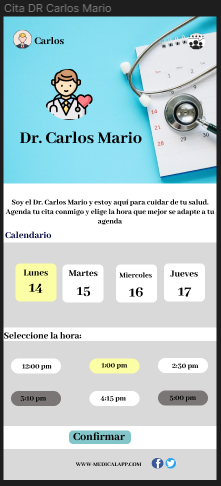 Cita DR Carlos Mario
Carlos
Dr. Carlos Mario
Soy el Dr. Carlos Mario y estoy aquí para cuidar de tu salud.
Agenda tu cita conmigo y elige la hora que mejor se adapte a tu
agenda
Calendario
Lunes Martes Miercoles Jueves
14 15 16 17
Seleccione la hora:
12:00 pm 1:00 pm 2:30 pm
3:10 pm 4:15 pm 5:00 pm
Confirmar
WWW-MEDICALAPP.COM